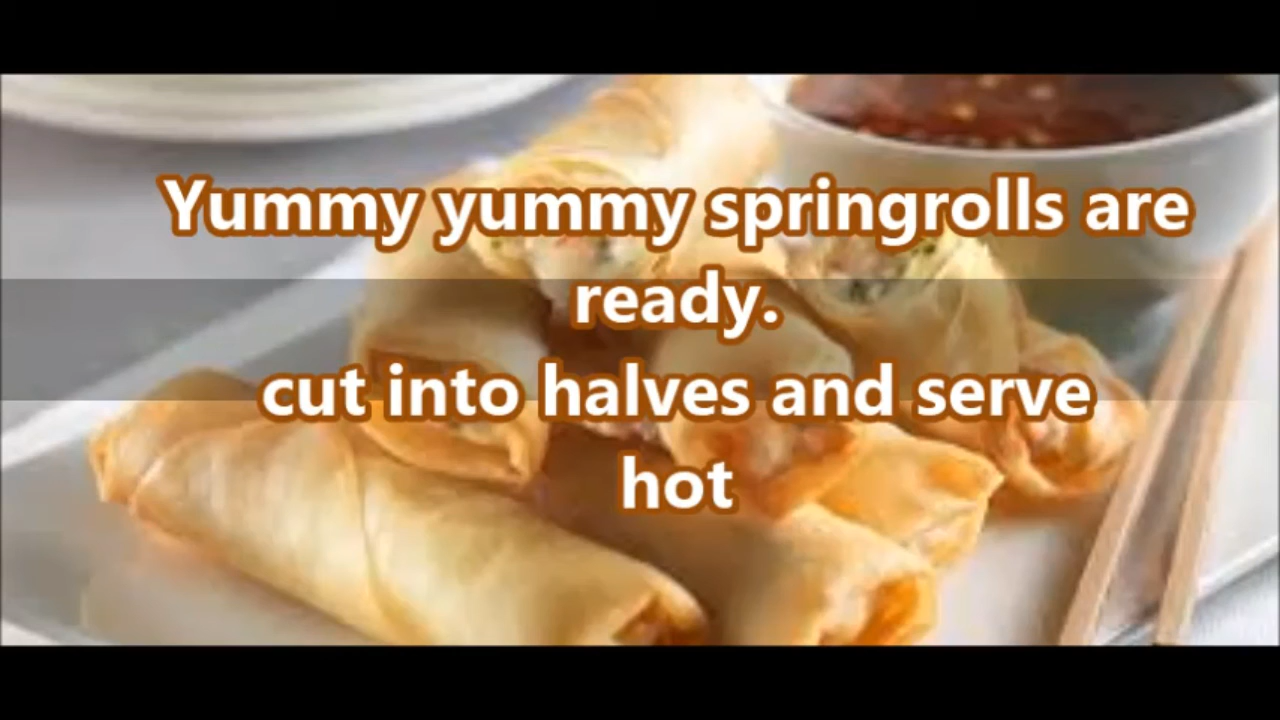 Yummy yummy springrolls are
ready.
cut into halves and serve
hot